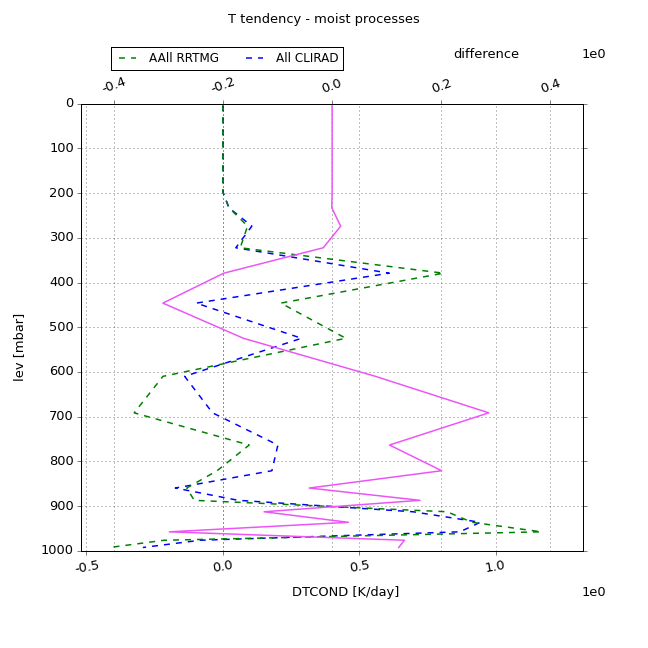 T tendency - moist processes
AAll RRTMG
All CLIRAD
difference
1e0
-0.4
-0.2
0.0
0.2
0.4
0
100
200
300
400
500
600
700
800
900
1000
lev [mbar]
-0.5
0.0
0.5
1.0
DTCOND [K/day]
1e0